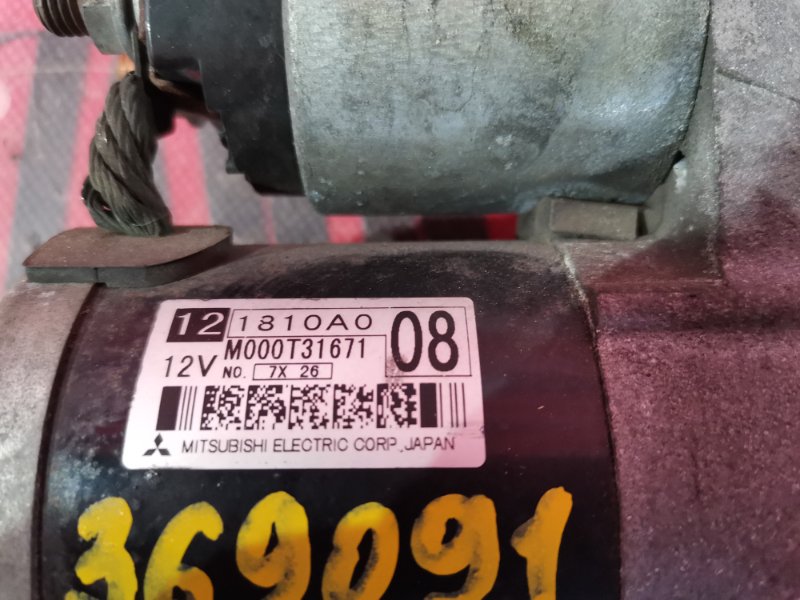 12 1810A0 08
12V M000T31671
NO. 7X 26
MITSUBISHI ELECTRIC CORP., JAPAN
369091